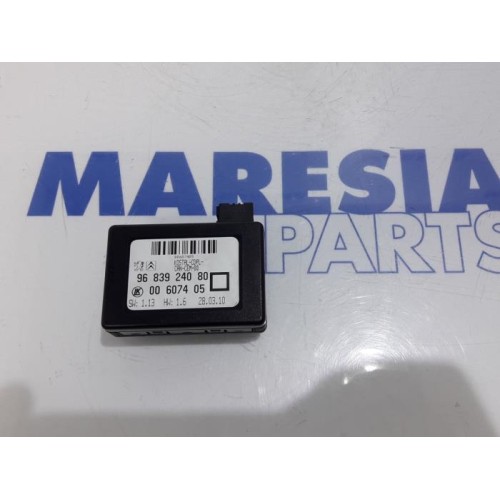 MARESIA
PARTS
96 839 240 80
00 6074 05
SW: 1.13 HW: 1.6 28.03.10